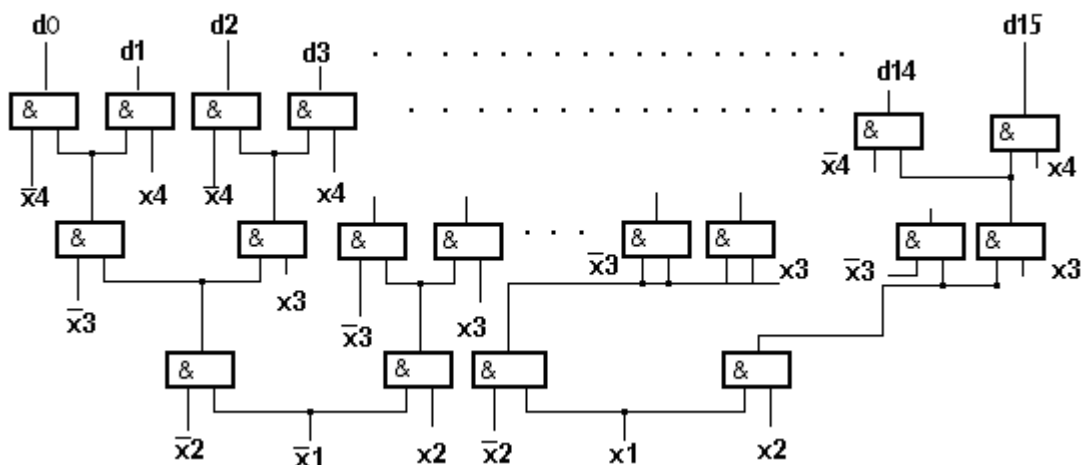 d0 d2 d15
d1 d3 d14
& & & &
& &
x̄4 x4 x̄4 x4 x̄4 x4
& & & & & & & &
x̄3 x3 x̄3 x3 x̄3 x3 x̄3 x3
& & & &
x̄2 x̄1 x2 x̄2 x1 x2